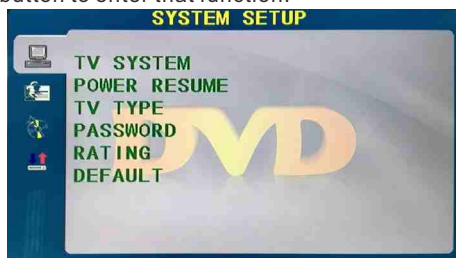 button to enter that function.
SYSTEM SETUP
TV SYSTEM
POWER RESUME
TV TYPE
PASSWORD
RATING
DEFAULT
DVD